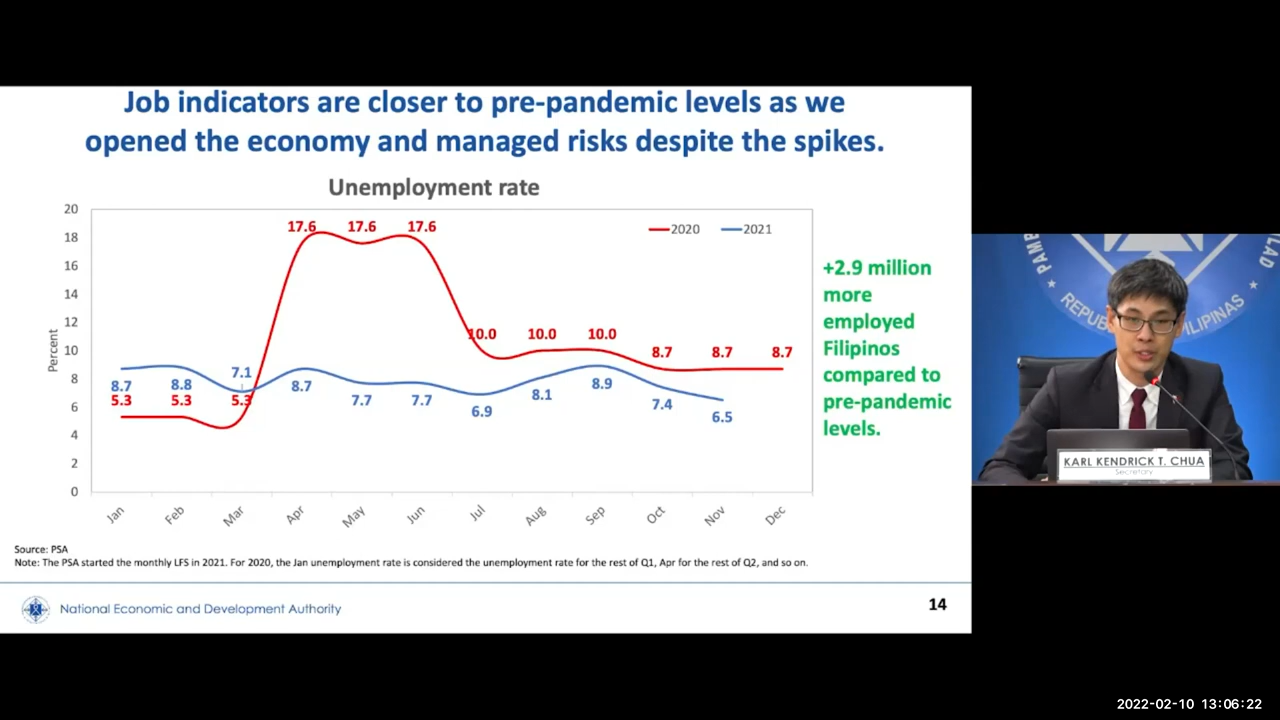 Job indicators are closer to pre-pandemic levels as we
opened the economy and managed risks despite the spikes.
Unemployment rate
Percent
20
18
16
14
12
10
8
6
4
2
0
2020
2021
17.6
17.6
17.6
10.0
10.0
10.0
8.7
8.7
8.7
5.3
5.3
5.3
8.7
8.8
7.1
8.7
7.7
7.7
6.9
8.1
8.9
7.4
6.5
Jan
Feb
Mar
Apr
May
Jun
Jul
Aug
Sep
Oct
Nov
Dec
+2.9 million
more
employed
Filipinos
compared to
pre-pandemic
levels.
Source: PSA
Note: The PSA started the monthly LFS in 2021. For 2020, the Jan unemployment rate is considered the unemployment rate for the rest of Q1, Apr for the rest of Q2, and so on.
National Economic and Development Authority
14
KARL KENDRICK T. CHUA
Secretary
2022-02-10 13:06:22